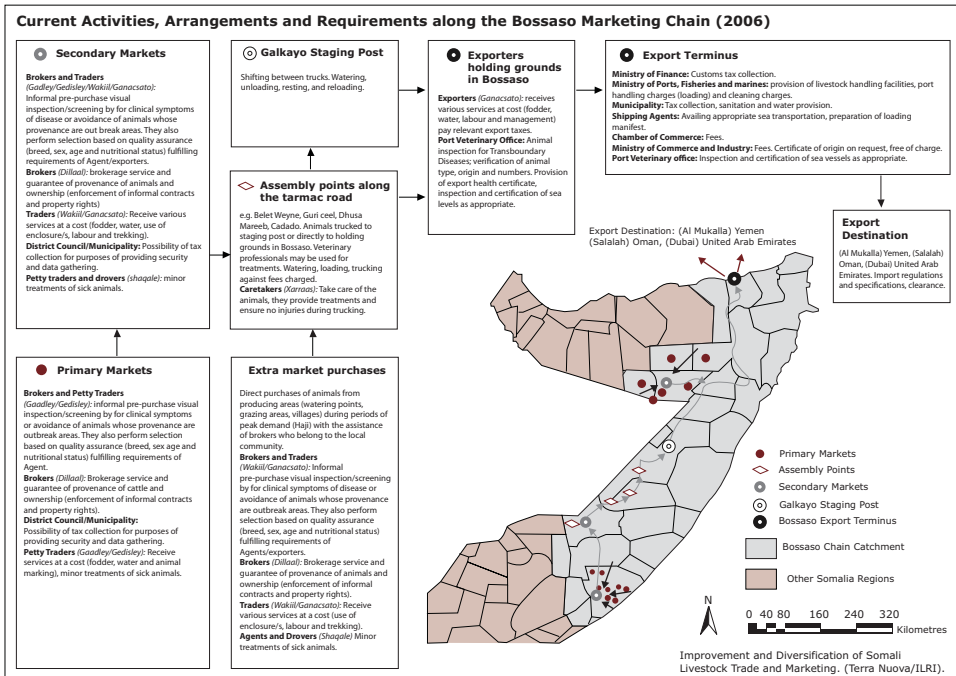 Current Activities, Arrangements and Requirements along the Bossaso Marketing Chain (2006)
Secondary Markets
Brokers and Traders
(Gadley/Gedsley/Wakiil/Ganacsato):
Informal pre-purchase visual
inspection/screening by for clinical symptoms
of disease or avoidance of animals whose
provenance are out break areas. They also
perform selection based on quality assurance
(breed, sex, age and nutritional status) fulfilling
requirements of Agent/exporters.
Brokers (Dillaal): brokerage service and
guarantee of provenance of animals and
ownership (enforcement of informal contracts
and property rights)
Traders (Wakiil/Ganacsato): Receive various
services at a cost (fodder, water, use of
enclosure/s, labour and trekking).
District Council/Municipality: Possibility of tax
collection for purposes of providing security
and data gathering.
Petty traders and drovers (shaqale): minor
treatments of sick animals.
Galkayo Staging Post
Shifting between trucks. Watering,
unloading, resting, and reloading.
Assembly points along
the tarmac road
e.g. Belet Weyne, Guri ceel, Dhusa
Mareeb, Cadado. Animals trucked to
staging post or directly to holding
grounds in Bossaso. Veterinary
professionals may be used for
treatments. Watering, loading, trucking
against fees charged.
Caretakers (Xarraas): Take care of the
animals, they provide treatments and
ensure no injuries during trucking.
Exporters
holding grounds
in Bossaso
Exporters (Ganacsato): receives
various services at cost (fodder,
water, labour and management)
pay relevant export taxes.
Port Veterinary Office: Animal
inspection for Transboundary
Diseases; verification of animal
type, origin and numbers. Provision
of export health certificate,
inspection and certification of sea
levels as appropriate.
Export Terminus
Ministry of Finance: Customs tax collection.
Ministry of Ports, Fisheries and marines: provision of livestock handling facilities, port
handling charges (loading) and cleaning charges.
Municipality: Tax collection, sanitation and water provision.
Shipping Agents: Availing appropriate sea transportation, preparation of loading
manifest.
Chamber of Commerce: Fees.
Ministry of Commerce and Industry: Fees. Certificate of origin on request, free of charge.
Port Veterinary office: Inspection and certification of sea vessels as appropriate.
Export
Destination
(Al Mukalla) Yemen, (Salalah)
Oman, (Dubai) United Arab
Emirates. Import regulations
and specifications, clearance.
Primary Markets
Brokers and Petty Traders
(Gaadley/Gedisley): informal pre-purchase visual
inspection/screening by for clinical symptoms
or avoidance of animals whose provenance are
outbreak areas. They also perform selection
based on quality assurance (breed, sex age and
nutritional status) fulfilling requirements of
Agent.
Brokers (Dillaal): Brokerage service and
guarantee of provenance of cattle and
ownership (enforcement of informal contracts
and property rights).
District Council/Municipality:
Possibility of tax collection for purposes of
providing security and data gathering.
Petty Traders (Gaadley/Gedisley): Receive
services at a cost (fodder, water and animal
marking), minor treatments of sick animals.
Extra market purchases
Direct purchases of animals from
producing areas (watering points,
grazing areas, villages) during periods of
peak demand (Haji) with the assistance
of brokers who belong to the local
community.
Brokers and Traders
(Wakiil/Ganacsato): Informal
pre-purchase visual inspection/screening
by for clinical symptoms of disease or
avoidance of animals whose provenance
are outbreak areas. They also perform
selection based on quality assurance
(breed, sex, age and nutritional status)
fulfilling requirements of
Agents/exporters.
Brokers (Dillaal): Brokerage service and
guarantee of provenance of animals and
ownership (enforcement of informal
contracts and property rights).
Traders (Wakiil/Ganacsato): Receive
various services at a cost (use of
enclosure/s, labour and trekking).
Agents and Drovers (Shaqale) Minor
treatments of sick animals.
Export Destination: (Al Mukalla) Yemen
(Salalah) Oman, (Dubai) United Arab
Emirates
Primary Markets
Assembly Points
Secondary Markets
Galkayo Staging Post
Bossaso Export Terminus
Bossaso Chain Catchment
Other Somalia Regions
N
0 40 80 160 240 320
Kilometres
Improvement and Diversification of Somali
Livestock Trade and Marketing. (Terra Nuova/ILRI).